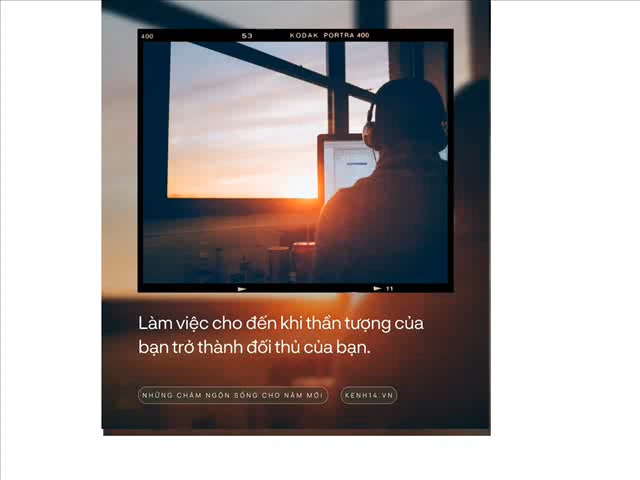 400 53 KODAK PORTRA 400
11
Làm việc cho đến khi thần tượng của
bạn trở thành đối thủ của bạn.
NHỮNG CHÂM NGÔN SỐNG CHO NĂM MỚI KENH14.VN